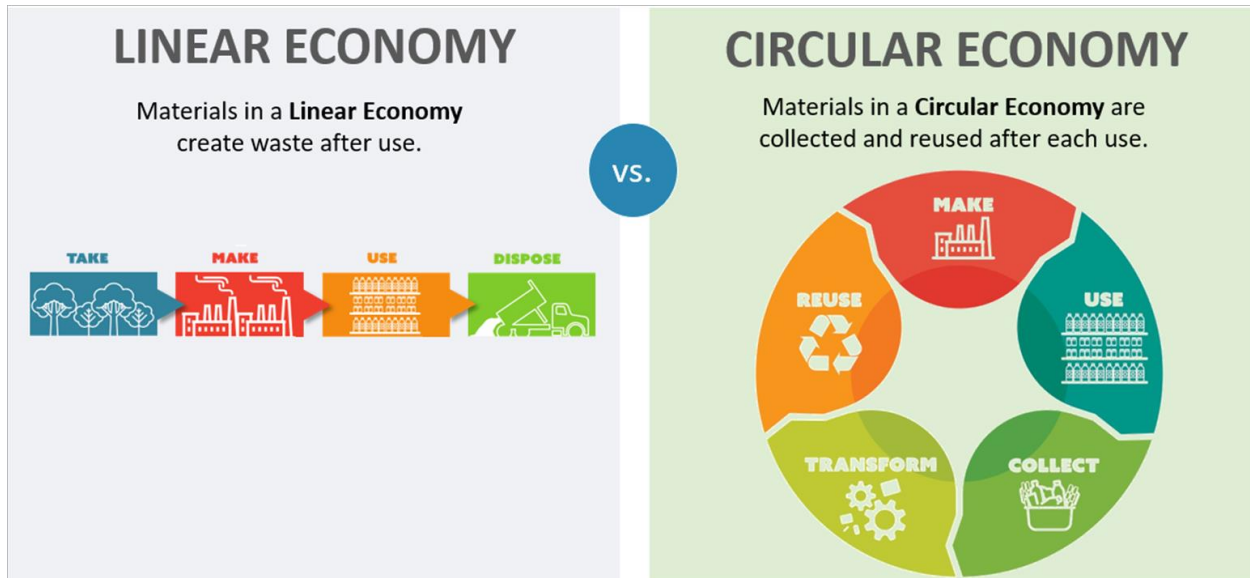 LINEAR ECONOMY
Materials in a Linear Economy
create waste after use.
TAKE
MAKE
USE
DISPOSE
vs.
CIRCULAR ECONOMY
Materials in a Circular Economy are
collected and reused after each use.
MAKE
USE
COLLECT
TRANSFORM
REUSE